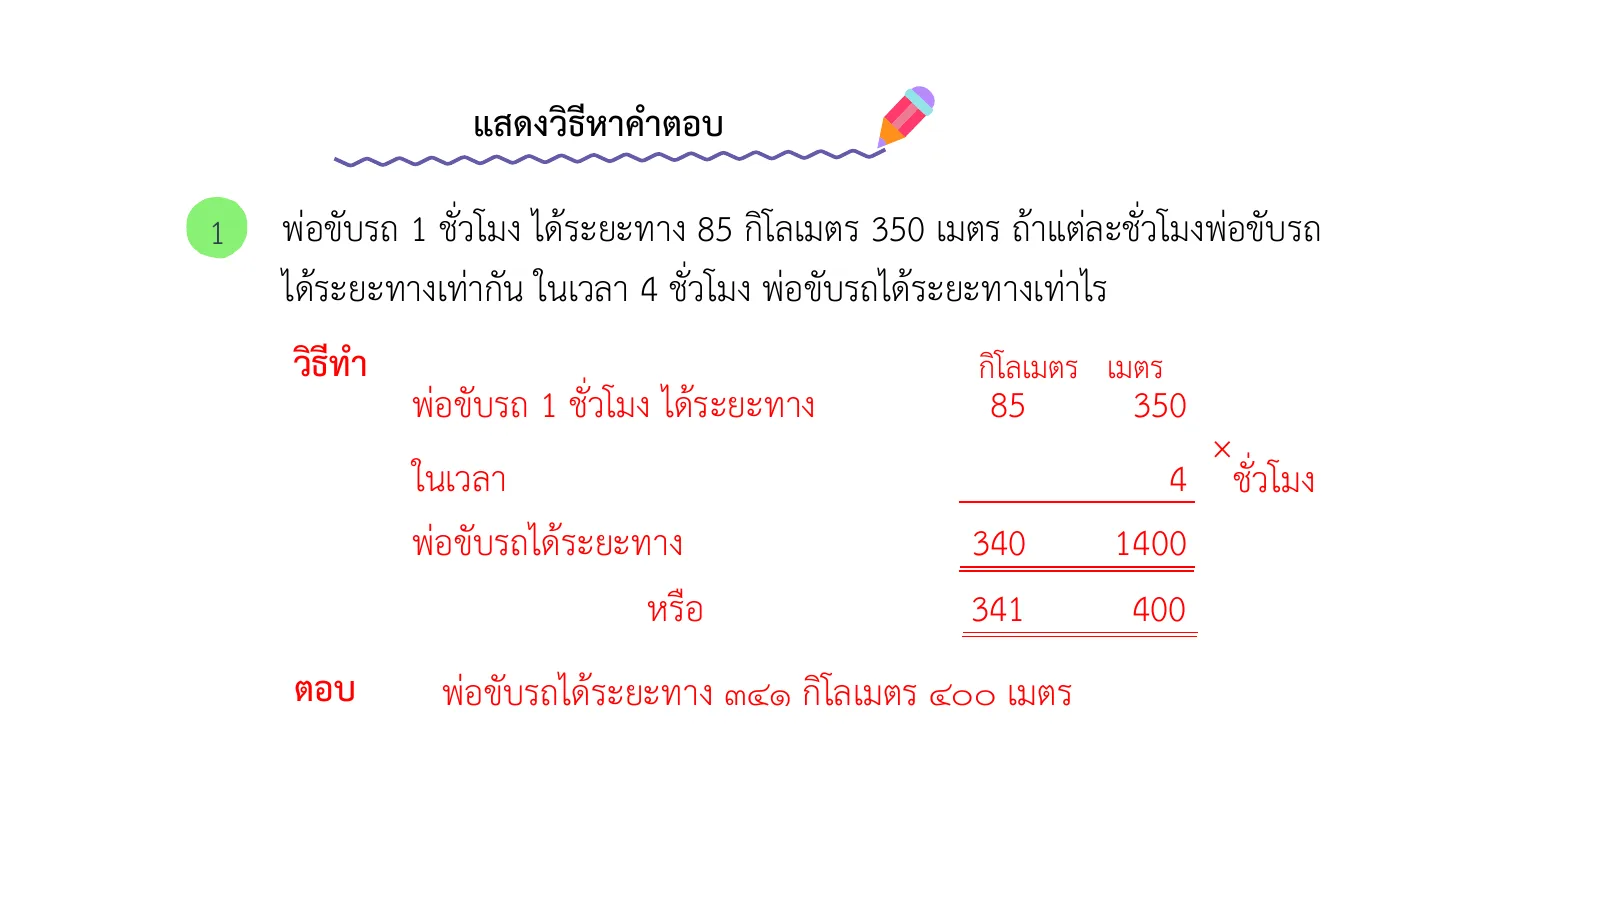 แสดงวิธีหาคำตอบ
1 พ่อขับรถ 1 ชั่วโมง ได้ระยะทาง 85 กิโลเมตร 350 เมตร ถ้าแต่ละชั่วโมงพ่อขับรถ
ได้ระยะทางเท่ากัน ในเวลา 4 ชั่วโมง พ่อขับรถได้ระยะทางเท่าไร
วิธีทำ กิโลเมตร เมตร
พ่อขับรถ 1 ชั่วโมง ได้ระยะทาง 85 350
×
ในเวลา 4 ชั่วโมง
พ่อขับรถได้ระยะทาง 340 1400
หรือ 341 400
ตอบ พ่อขับรถได้ระยะทาง ๓๔๑ กิโลเมตร ๔๐๐ เมตร